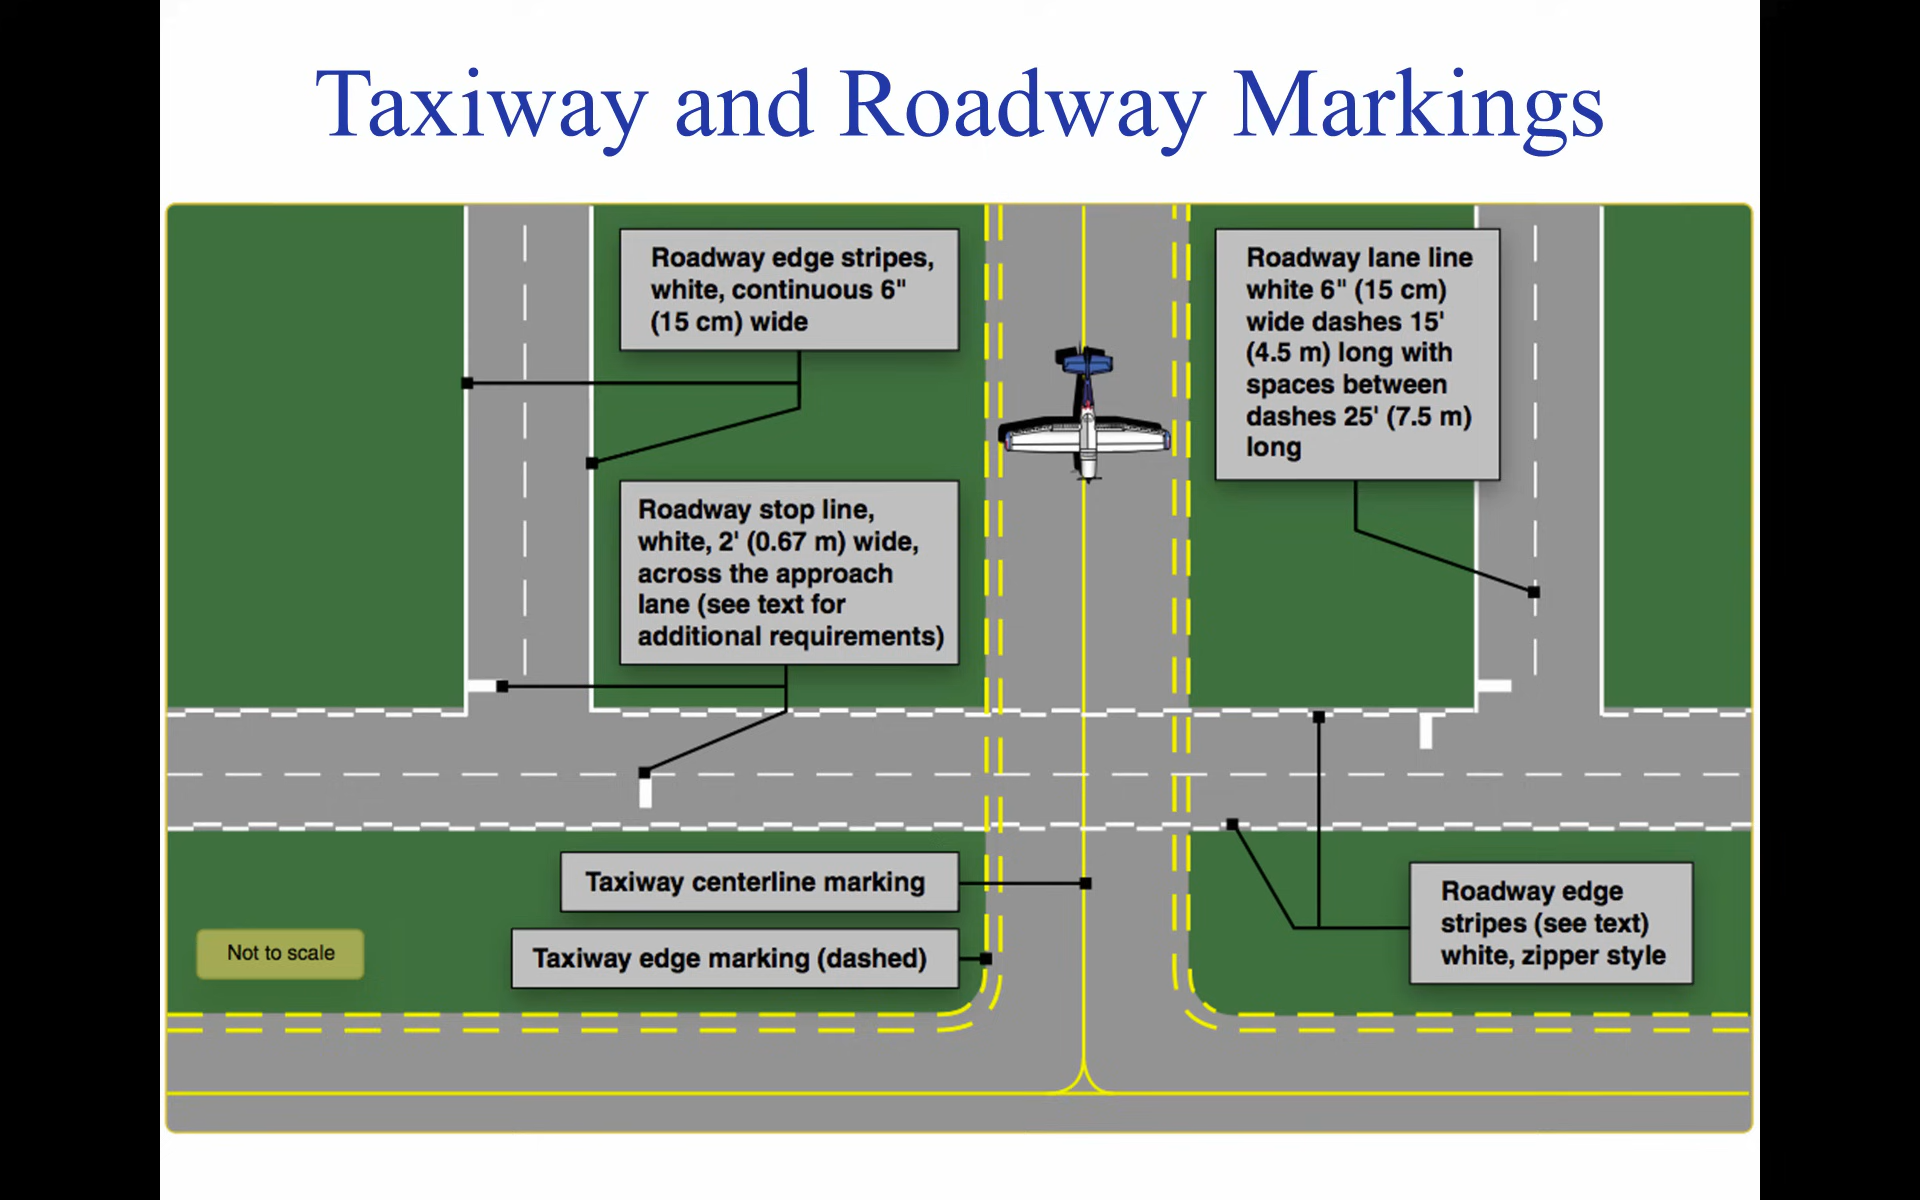 Taxiway and Roadway Markings
Roadway edge stripes,
white, continuous 6"
(15 cm) wide
Roadway lane line
white 6" (15 cm)
wide dashes 15'
(4.5 m) long with
spaces between
dashes 25' (7.5 m)
long
Roadway stop line,
white, 2' (0.67 m) wide,
across the approach
lane (see text for
additional requirements)
Taxiway centerline marking
Taxiway edge marking (dashed)
Roadway edge
stripes (see text)
white, zipper style
Not to scale